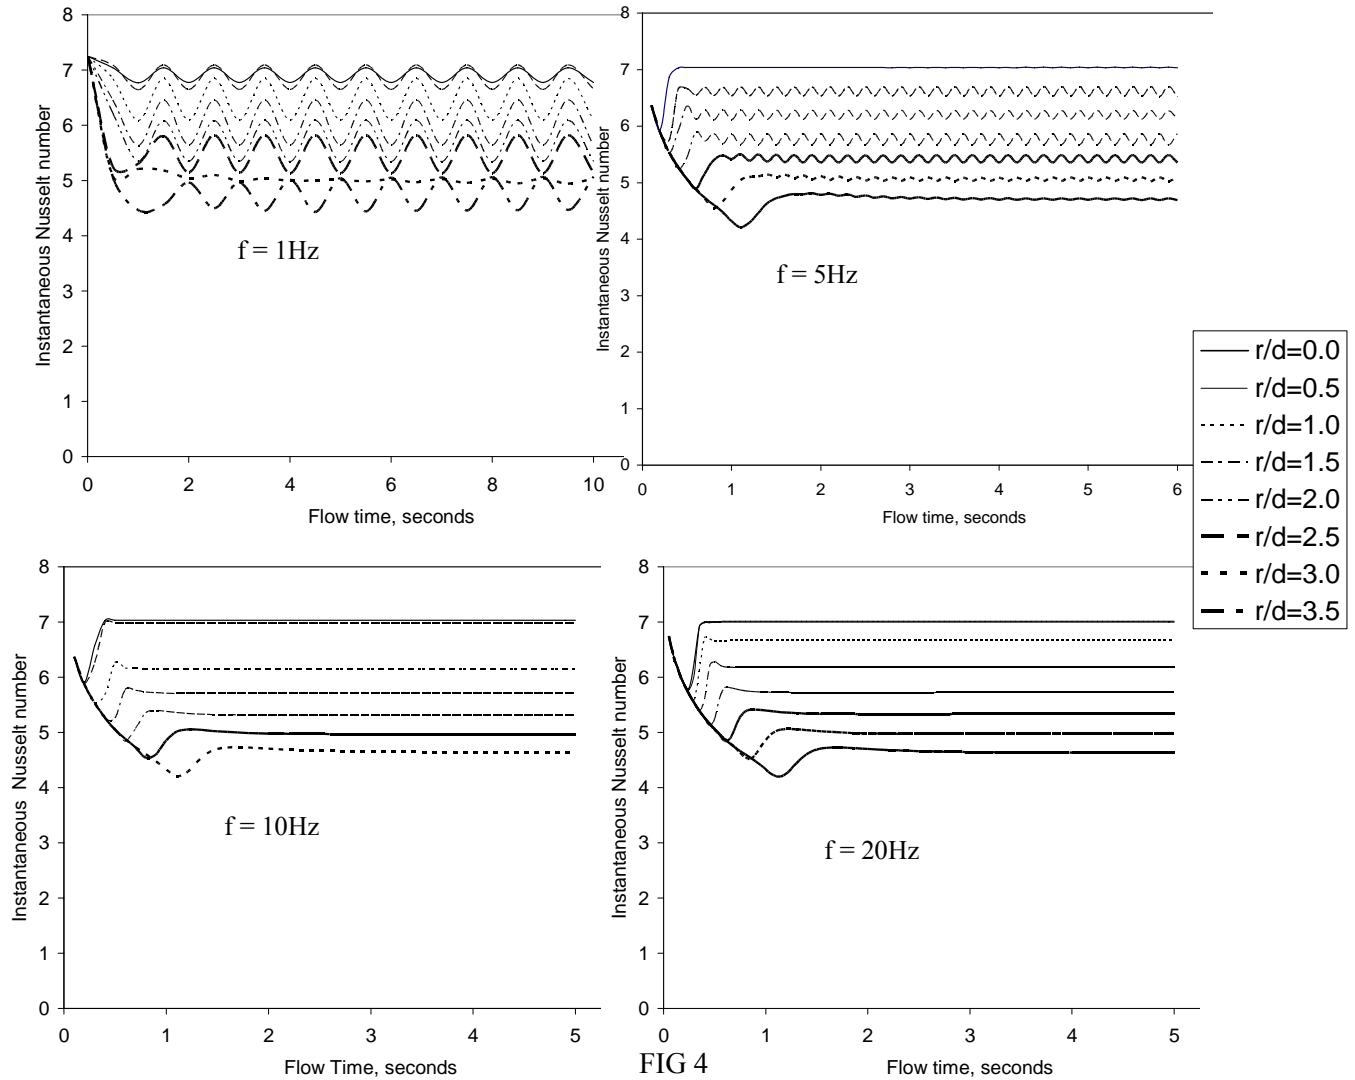 8
7
6
5
4
3
2
1
0
Instantaneous Nusselt number
f = 1Hz
0 2 4 6 8 10
Flow time, seconds
8
7
6
5
4
3
2
1
0
Instantaneous Nusselt number
f = 5Hz
0 1 2 3 4 5 6
Flow time, seconds
r/d=0.0
r/d=0.5
r/d=1.0
r/d=1.5
r/d=2.0
r/d=2.5
r/d=3.0
r/d=3.5
8
7
6
5
4
3
2
1
0
Instantaneous Nusselt number
f = 10Hz
0 1 2 3 4 5
Flow Time, seconds
8
7
6
5
4
3
2
1
0
Instantaneous Nusselt number
f = 20Hz
0 1 2 3 4 5
Flow time, seconds
FIG 4